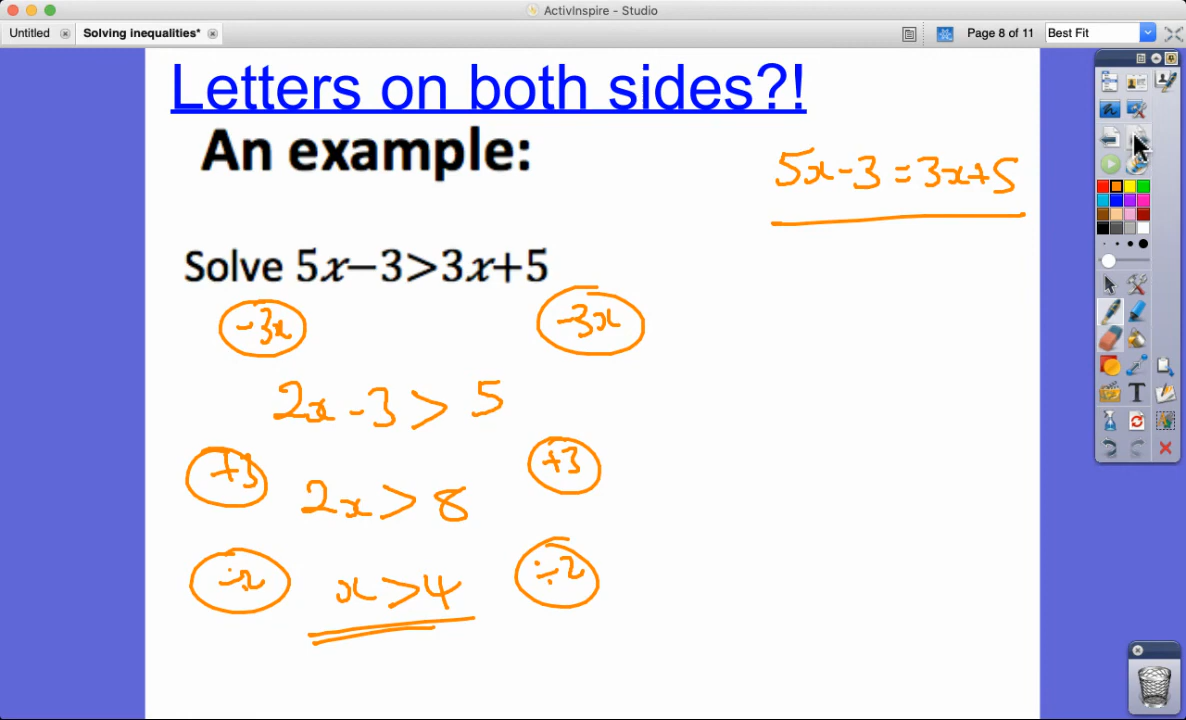 ActivInspire - Studio
Untitled
Solving inequalities*
Page 8 of 11
Best Fit
Letters on both sides?!
An example:
5x-3=3x+5
Solve 5x−3>3x+5
-3x -3x
2x-3>5
+3 +3
2x>8
÷2 ÷2
x>4
T